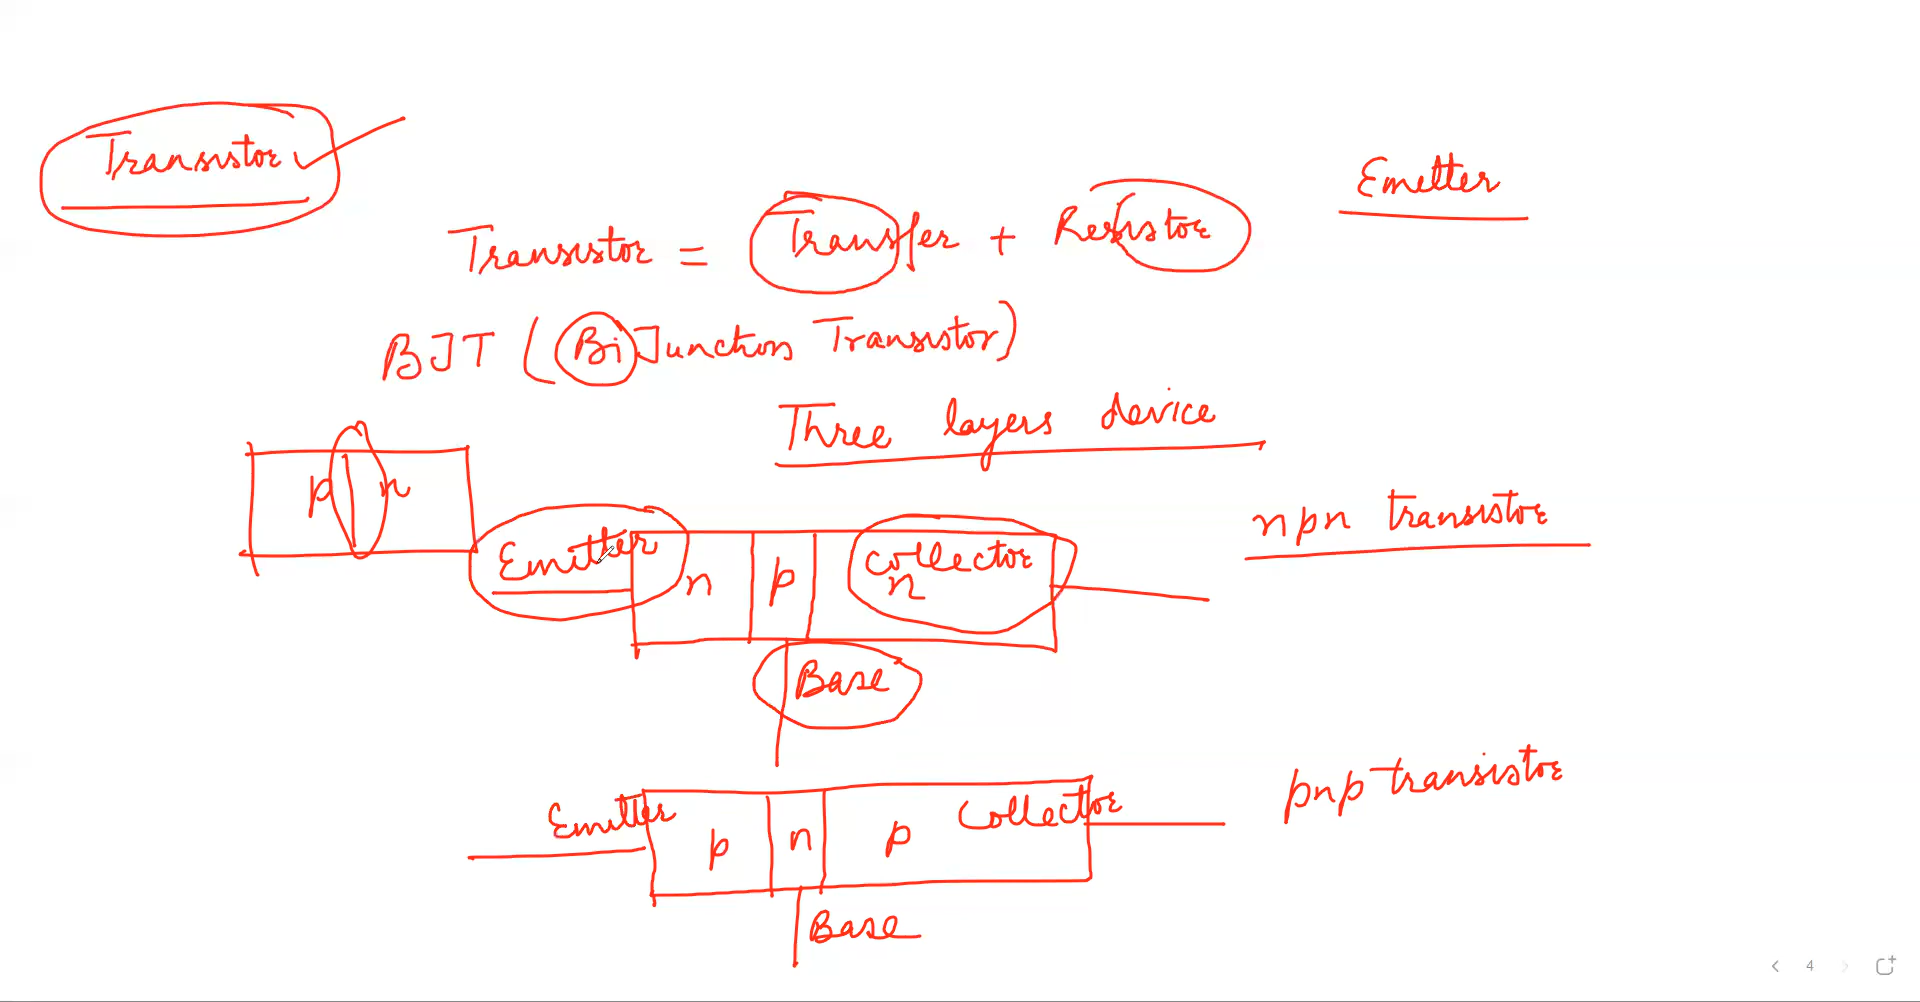 Transistor
Emetter
Transistor = Transfer + Resistor
BJT (Bi Junction Transistor)
Three layers device
p n
npn transistor
Emitter n p collector n
Base
pnp transistor
Emitter p n p Collector
Base
4